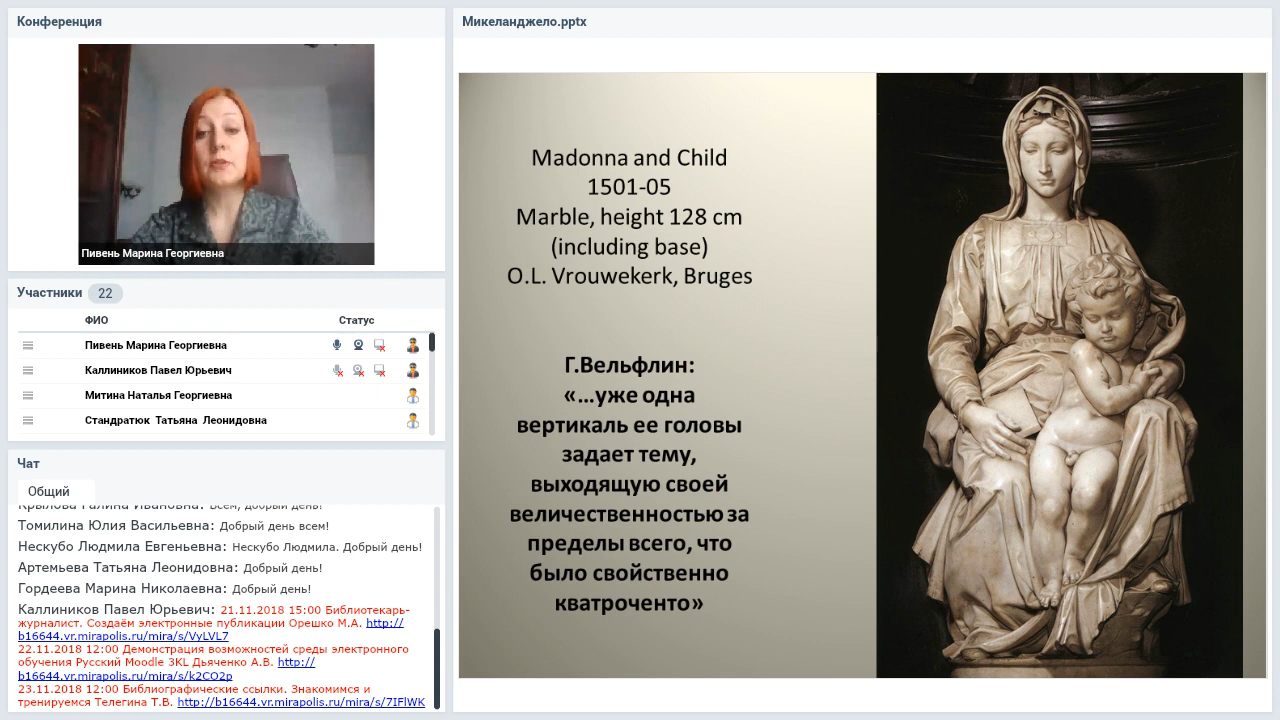 Конференция
Пивень Марина Георгиевна
Участники 22
ФИО Статус
Пивень Марина Георгиевна
Каллиников Павел Юрьевич
Митина Наталья Георгиевна
Стандратюк Татьяна Леонидовна
Чат
Общий
Крылова Галина Ивановна: Всем, добрый день!
Томилина Юлия Васильевна: Добрый день всем!
Нескубо Людмила Евгеньевна: Нескубо Людмила. Добрый день!
Артемьева Татьяна Леонидовна: Добрый день!
Гордеева Марина Николаевна: Добрый день!
Каллиников Павел Юрьевич: 21.11.2018 15:00 Библиотекарь-
журналист. Создаём электронные публикации Орешко М.А. http://
b16644.vr.mirapolis.ru/mira/s/VyLVL7
22.11.2018 12:00 Демонстрация возможностей среды электронного
обучения Русский Moodle 3KL Дьяченко А.В. http://
b16644.vr.mirapolis.ru/mira/s/k2CO2p
23.11.2018 12:00 Библиографические ссылки. Знакомимся и
тренируемся Телегина Т.В. http://b16644.vr.mirapolis.ru/mira/s/7IFlWK
Микеланджело.pptx
Madonna and Child
1501-05
Marble, height 128 cm
(including base)
O.L. Vrouwekerk, Bruges
Г.Вельфлин:
«…уже одна
вертикаль ее головы
задает тему,
выходящую своей
величественностью за
пределы всего, что
было свойственно
кватроченто»